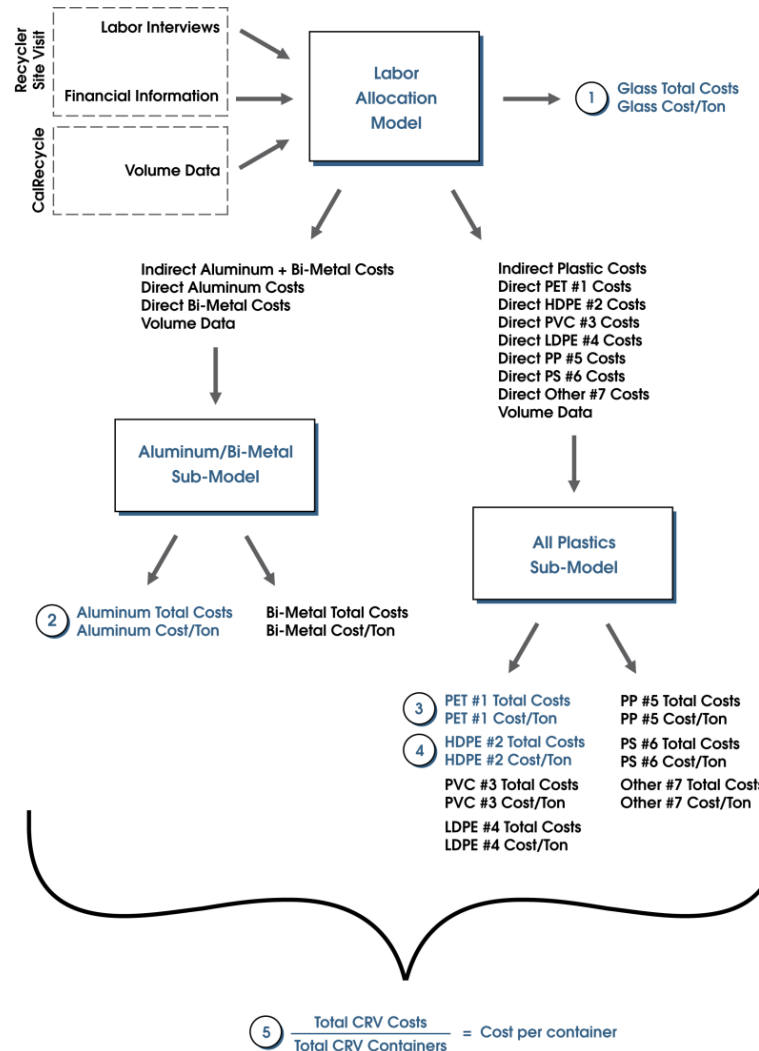 Recycler
Site Visit
Labor Interviews
Financial Information
CalRecycle
Volume Data
Labor
Allocation
Model
1
Glass Total Costs
Glass Cost/Ton
Indirect Aluminum + Bi-Metal Costs
Direct Aluminum Costs
Direct Bi-Metal Costs
Volume Data
Indirect Plastic Costs
Direct PET #1 Costs
Direct HDPE #2 Costs
Direct PVC #3 Costs
Direct LDPE #4 Costs
Direct PP #5 Costs
Direct PS #6 Costs
Direct Other #7 Costs
Volume Data
Aluminum/Bi-Metal
Sub-Model
All Plastics
Sub-Model
2
Aluminum Total Costs
Aluminum Cost/Ton
Bi-Metal Total Costs
Bi-Metal Cost/Ton
3
PET #1 Total Costs
PET #1 Cost/Ton
4
HDPE #2 Total Costs
HDPE #2 Cost/Ton
PVC #3 Total Costs
PVC #3 Cost/Ton
LDPE #4 Total Costs
LDPE #4 Cost/Ton
PP #5 Total Costs
PP #5 Cost/Ton
PS #6 Total Costs
PS #6 Cost/Ton
Other #7 Total Costs
Other #7 Cost/Ton
5
Total CRV Costs
Total CRV Containers
= Cost per container